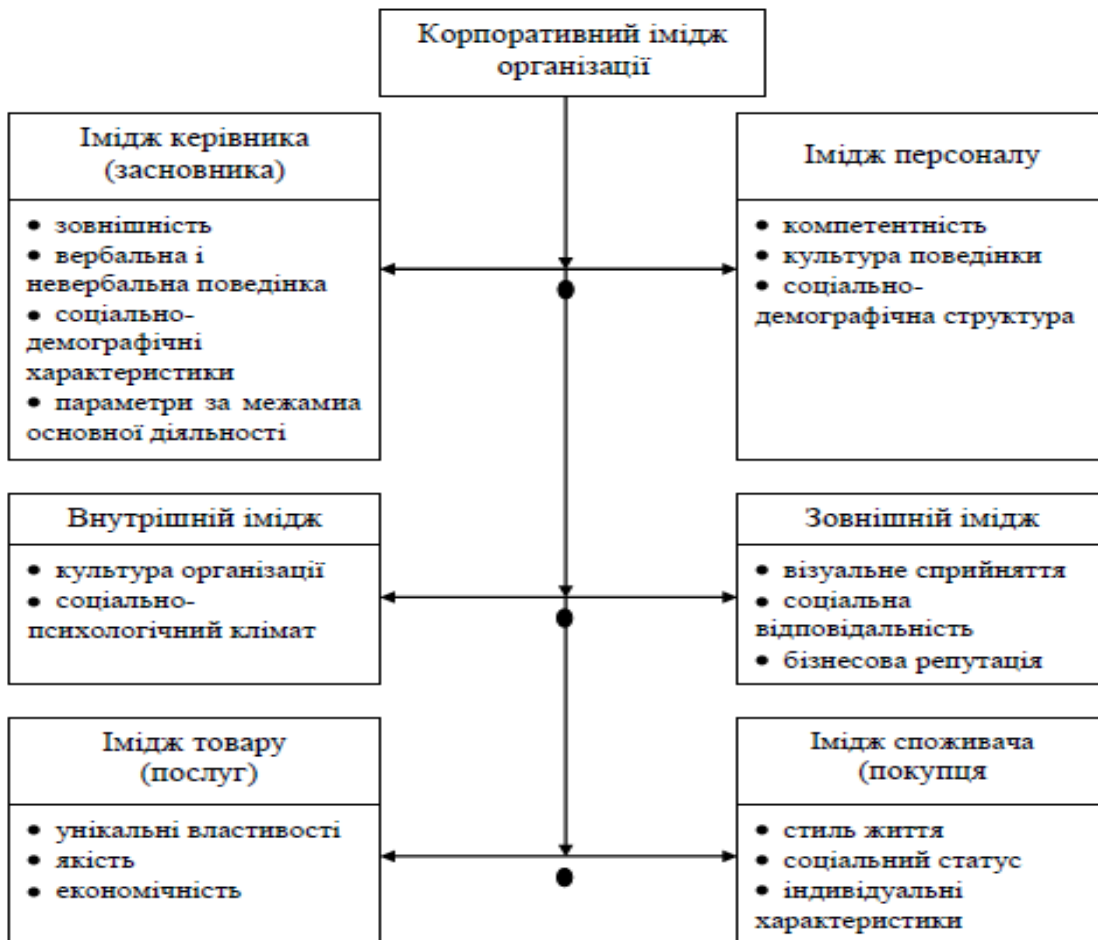 Корпоративний імідж
організації
Імідж керівника
(засновника)
• зовнішність
• вербальна і
невербальна поведінка
• соціально-
демографічні
характеристики
• параметри за межамиа
основної діяльності
Імідж персоналу
• компетентність
• культура поведінки
• соціально-
демографічна структура
Внутрішній імідж
• культура організації
• соціально-
психологічний клімат
Зовнішній імідж
• візуальне сприйняття
• соціальна
відповідальність
• бізнесова репутація
Імідж товару
(послуг)
• унікальні властивості
• якість
• економічність
Імідж споживача
(покупця
• стиль життя
• соціальний статус
• індивідуальні
характеристики